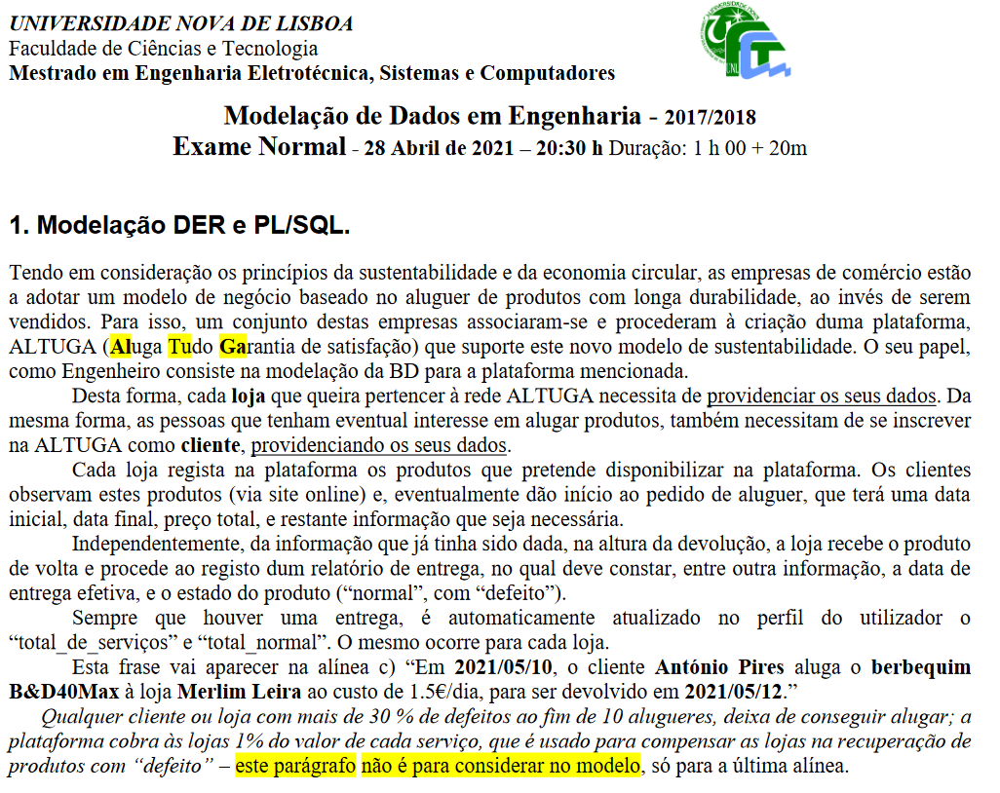 UNIVERSIDADE NOVA DE LISBOA
Faculdade de Ciências e Tecnologia
Mestrado em Engenharia Eletrotécnica, Sistemas e Computadores
Modelação de Dados em Engenharia - 2017/2018
Exame Normal - 28 Abril de 2021 – 20:30 h Duração: 1 h 00 + 20m
1. Modelação DER e PL/SQL.
Tendo em consideração os princípios da sustentabilidade e da economia circular, as empresas de comércio estão
a adotar um modelo de negócio baseado no aluguer de produtos com longa durabilidade, ao invés de serem
vendidos. Para isso, um conjunto destas empresas associaram-se e procederam à criação duma plataforma,
ALTUGA (Aluga Tudo Garantia de satisfação) que suporte este novo modelo de sustentabilidade. O seu papel,
como Engenheiro consiste na modelação da BD para a plataforma mencionada.
Desta forma, cada loja que queira pertencer à rede ALTUGA necessita de providenciar os seus dados. Da
mesma forma, as pessoas que tenham eventual interesse em alugar produtos, também necessitam de se inscrever
na ALTUGA como cliente, providenciando os seus dados.
Cada loja regista na plataforma os produtos que pretende disponibilizar na plataforma. Os clientes
observam estes produtos (via site online) e, eventualmente dão início ao pedido de aluguer, que terá uma data
inicial, data final, preço total, e restante informação que seja necessária.
Independentemente, da informação que já tinha sido dada, na altura da devolução, a loja recebe o produto
de volta e procede ao registo dum relatório de entrega, no qual deve constar, entre outra informação, a data de
entrega efetiva, e o estado do produto (“normal”, com “defeito”).
Sempre que houver uma entrega, é automaticamente atualizado no perfil do utilizador o
“total_de_serviços” e “total_normal”. O mesmo ocorre para cada loja.
Esta frase vai aparecer na alínea c) “Em 2021/05/10, o cliente António Pires aluga o berbequim
B&D40Max à loja Merlim Leira ao custo de 1.5€/dia, para ser devolvido em 2021/05/12.”
Qualquer cliente ou loja com mais de 30 % de defeitos ao fim de 10 alugueres, deixa de conseguir alugar; a
plataforma cobra às lojas 1% do valor de cada serviço, que é usado para compensar as lojas na recuperação de
produtos com “defeito” – este parágrafo não é para considerar no modelo, só para a última alínea.